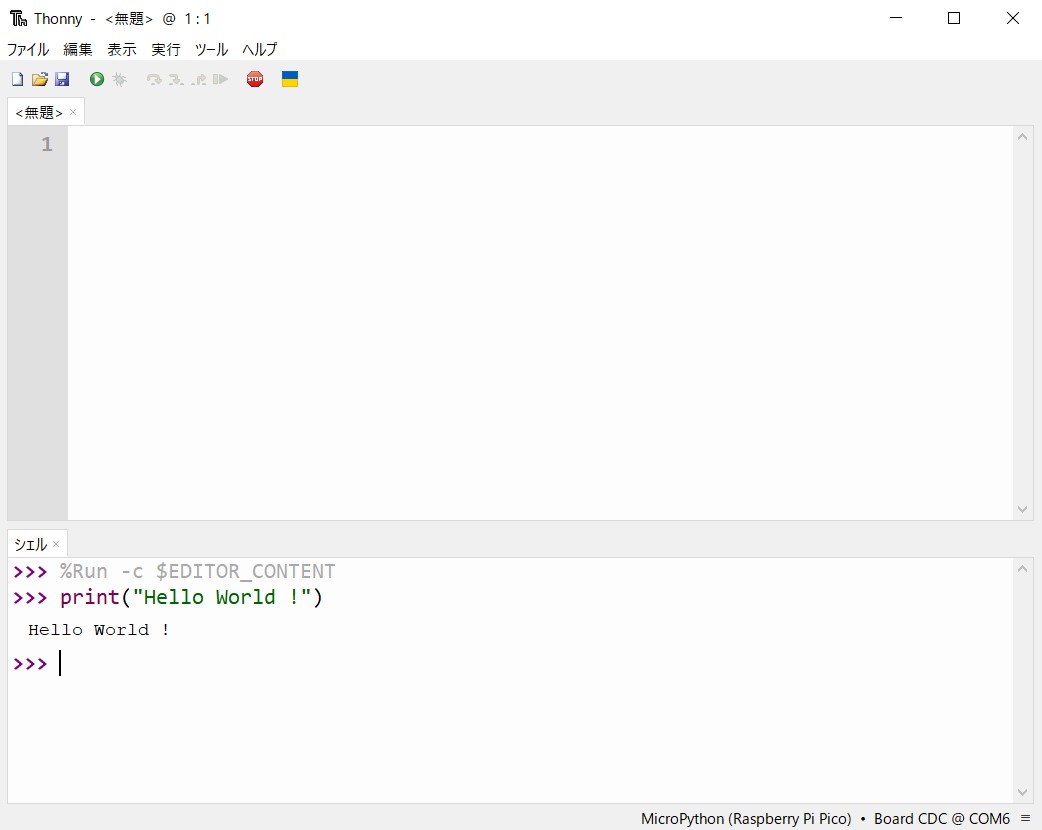 Thonny - <無題> @ 1 : 1
ファイル 編集 表示 実行 ツール ヘルプ
STOP
<無題> ×
1
シェル ×
>>> %Run -c $EDITOR_CONTENT
>>> print("Hello World !")
Hello World !
>>>
MicroPython (Raspberry Pi Pico) • Board CDC @ COM6 ≡